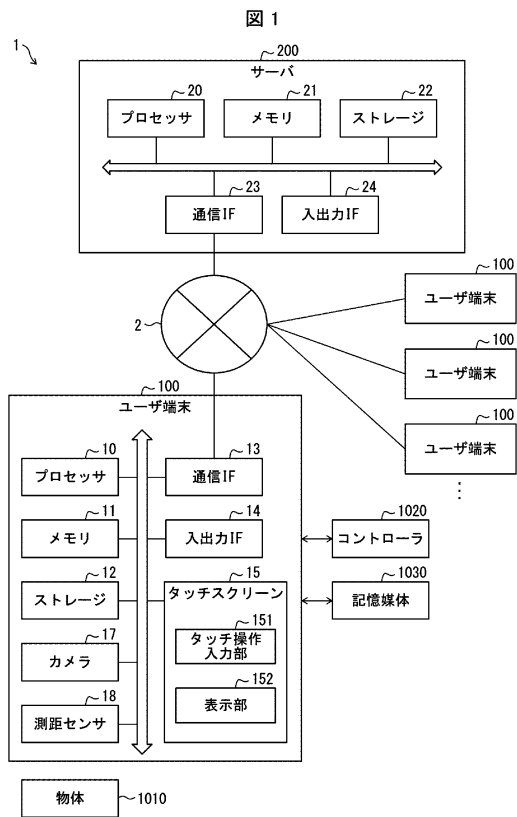 図1
1
200
サーバ
20
プロセッサ
21
メモリ
22
ストレージ
23
通信IF
24
入出力IF
2
100
ユーザ端末
100
ユーザ端末
100
ユーザ端末
⋮
100
ユーザ端末
10
プロセッサ
13
通信IF
11
メモリ
14
入出力IF
12
ストレージ
15
タッチスクリーン
151
タッチ操作
入力部
152
表示部
17
カメラ
18
測距センサ
1020
コントローラ
1030
記憶媒体
物体
1010